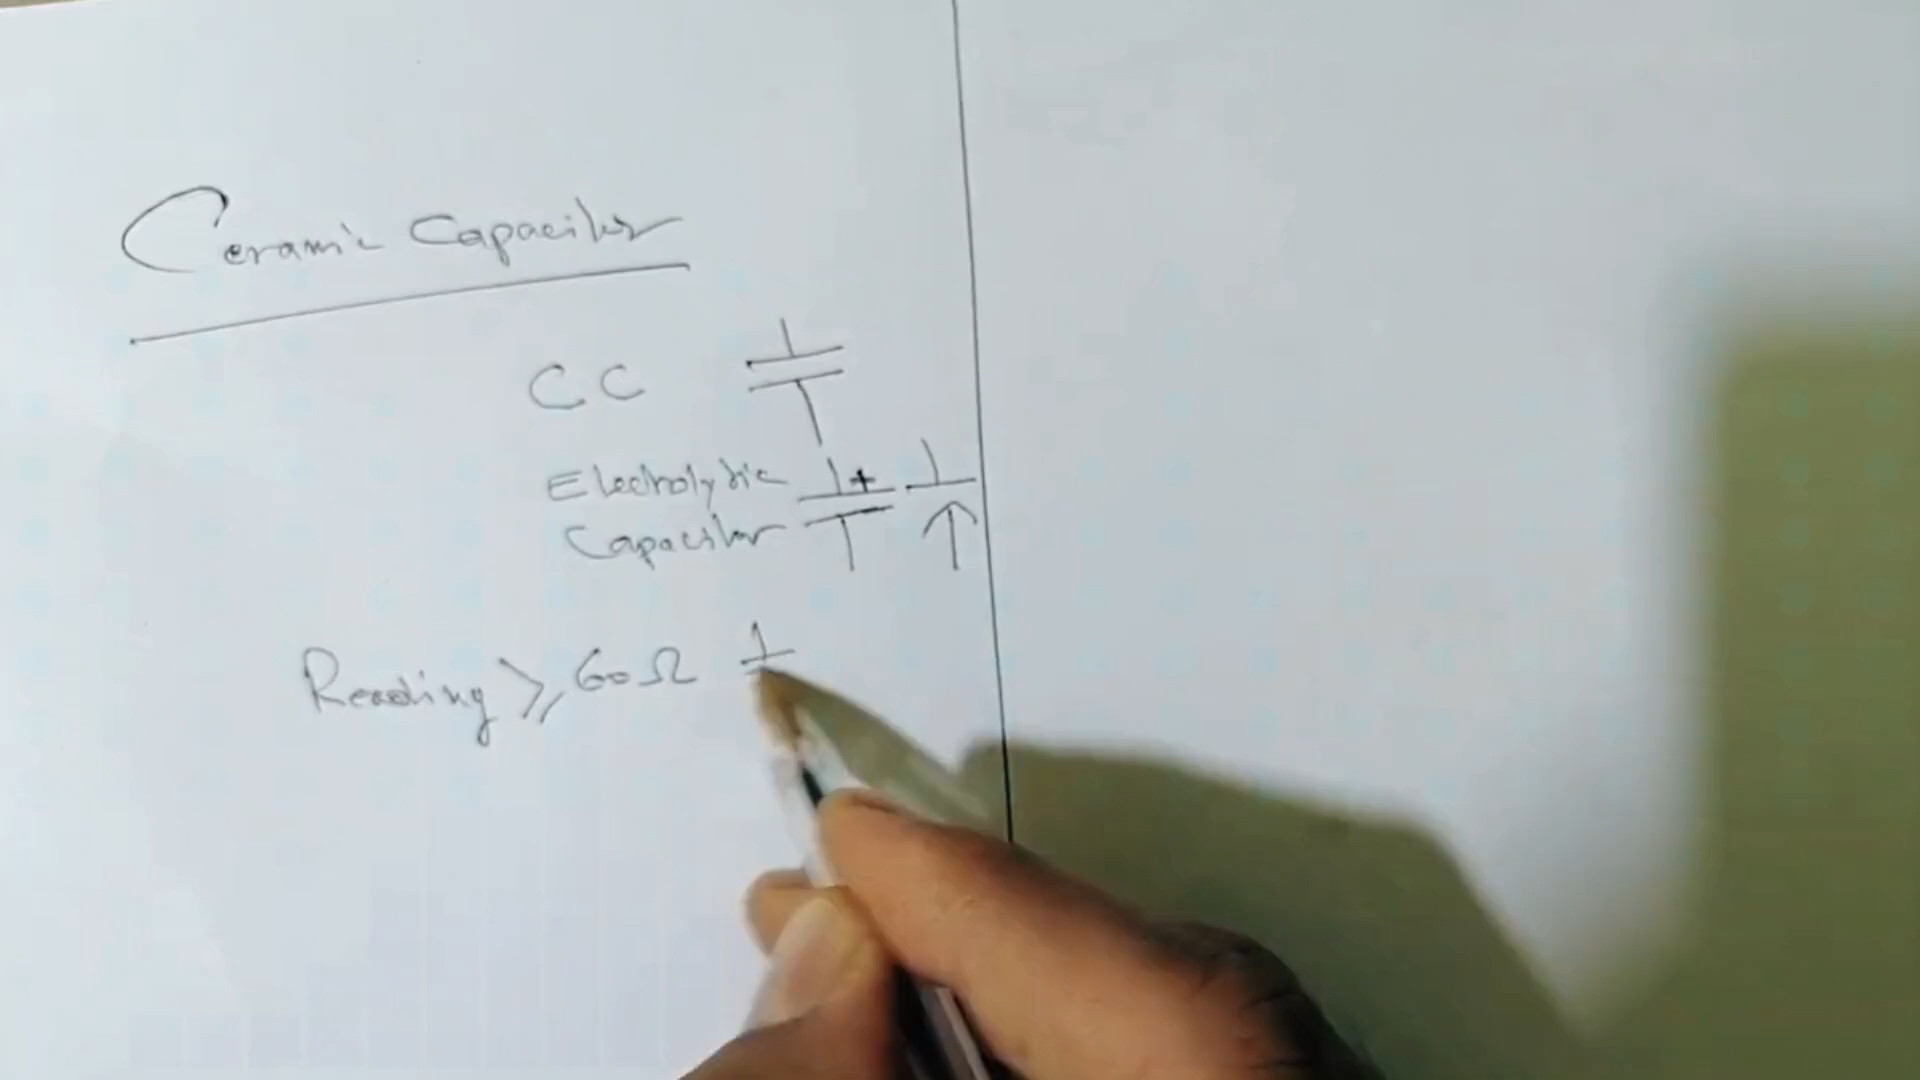 Ceramic Capacitor
CC
Electrolytic
Capacitor
+
Reading ⩾ 60Ω